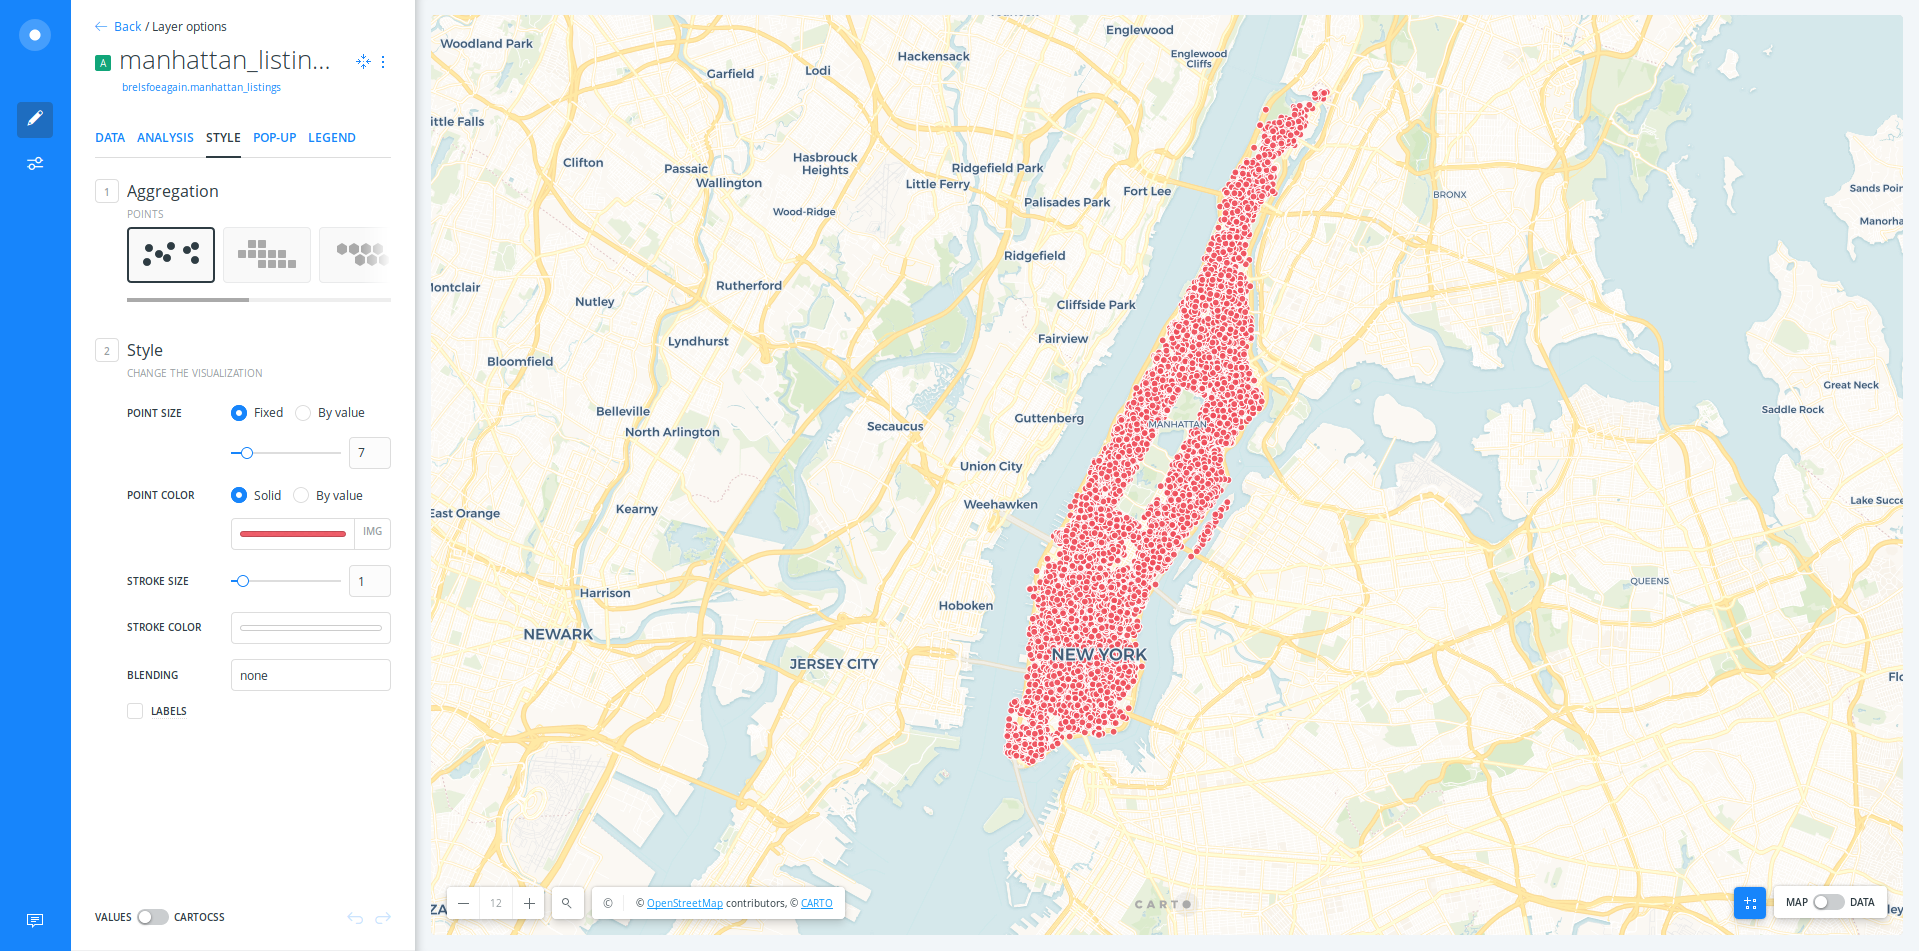 Back / Layer options
A manhattan_listin...
brelsfoeagain.manhattan_listings
DATA ANALYSIS STYLE POP-UP LEGEND
1 Aggregation
POINTS
2 Style
CHANGE THE VISUALIZATION
POINT SIZE Fixed By value
7
POINT COLOR Solid By value
IMG
STROKE SIZE 1
STROKE COLOR
BLENDING none
LABELS
VALUES CARTOCSS
Woodland Park
Englewood
Hackensack
Englewood
Cliffs
Garfield
Lodi
ittle Falls
Clifton
Passaic
Wallington
Hasbrouck
Heights
Ridgefield Park
Little Ferry
Fort Lee
Palisades Park
Wood-Ridge
BRONX
Sands Poin
Manorha
Ridgefield
Rutherford
Montclair
Nutley
Cliffside Park
Lyndhurst
Fairview
Bloomfield
Great Neck
Saddle Rock
Belleville
North Arlington
Guttenberg
Secaucus
MANHATTAN
Union City
Weehawken
Lake Succe
East Orange
Kearny
QUEENS
Harrison
Hoboken
NEWARK
NEW YORK
JERSEY CITY
Flo
ZA
12
© © OpenStreetMap contributors, © CARTO
CARTO
MAP DATA
ley